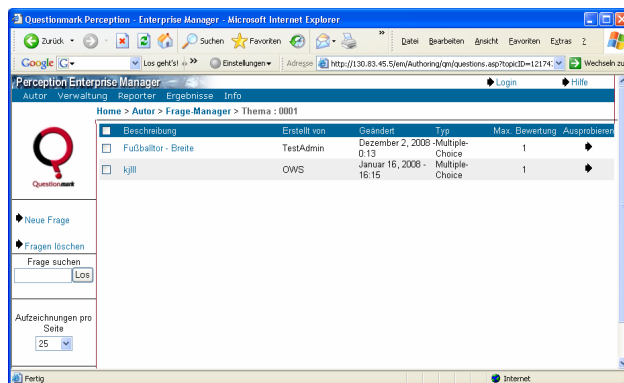 Questionmark Perception - Enterprise Manager - Microsoft Internet Explorer
Zurück Suchen Favoriten » Datei Bearbeiten Ansicht Favoriten Extras ?
Google G Los geht's! » Einstellungen Adresse http://130.83.45.5/em/Authoring/qm/questions.asp?topicID=12174 Wechseln zu
Perception Enterprise Manager Login Hilfe
Autor Verwaltung Reporter Ergebnisse Info
Home > Autor > Frage-Manager > Thema : 0001
Beschreibung Erstellt von Geändert Typ Max. Bewertung Ausprobieren
Fußballtor - Breite TestAdmin Dezember 2, 2008 - Multiple-
0:13 Choice 1
kjlll OWS Januar 16, 2008 - Multiple-
16:15 Choice 1
Questionmark
Neue Frage
Fragen löschen
Frage suchen
Los
Aufzeichnungen pro
Seite
25
Fertig Internet